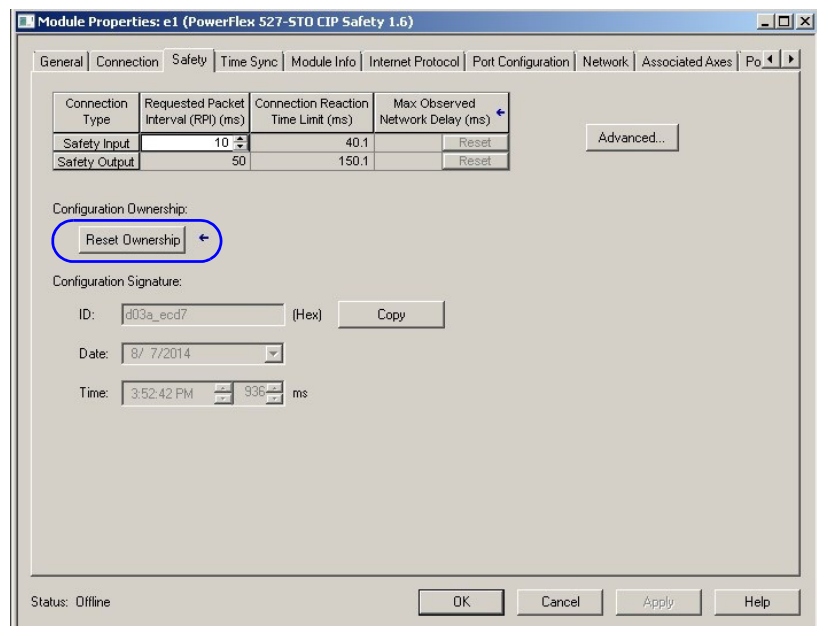 Module Properties: e1 (PowerFlex 527-STO CIP Safety 1.6)
General Connection Safety Time Sync Module Info Internet Protocol Port Configuration Network Associated Axes Po
Connection Type Requested Packet Interval (RPI) (ms) Connection Reaction Time Limit (ms) Max Observed Network Delay (ms)
Safety Input 10 40.1 Reset
Safety Output 50 150.1 Reset
Advanced...
Configuration Ownership:
Reset Ownership
Configuration Signature:
ID: d03a_ecd7 (Hex) Copy
Date: 8/ 7/2014
Time: 3:52:42 PM 936 ms
Status: Offline OK Cancel Apply Help